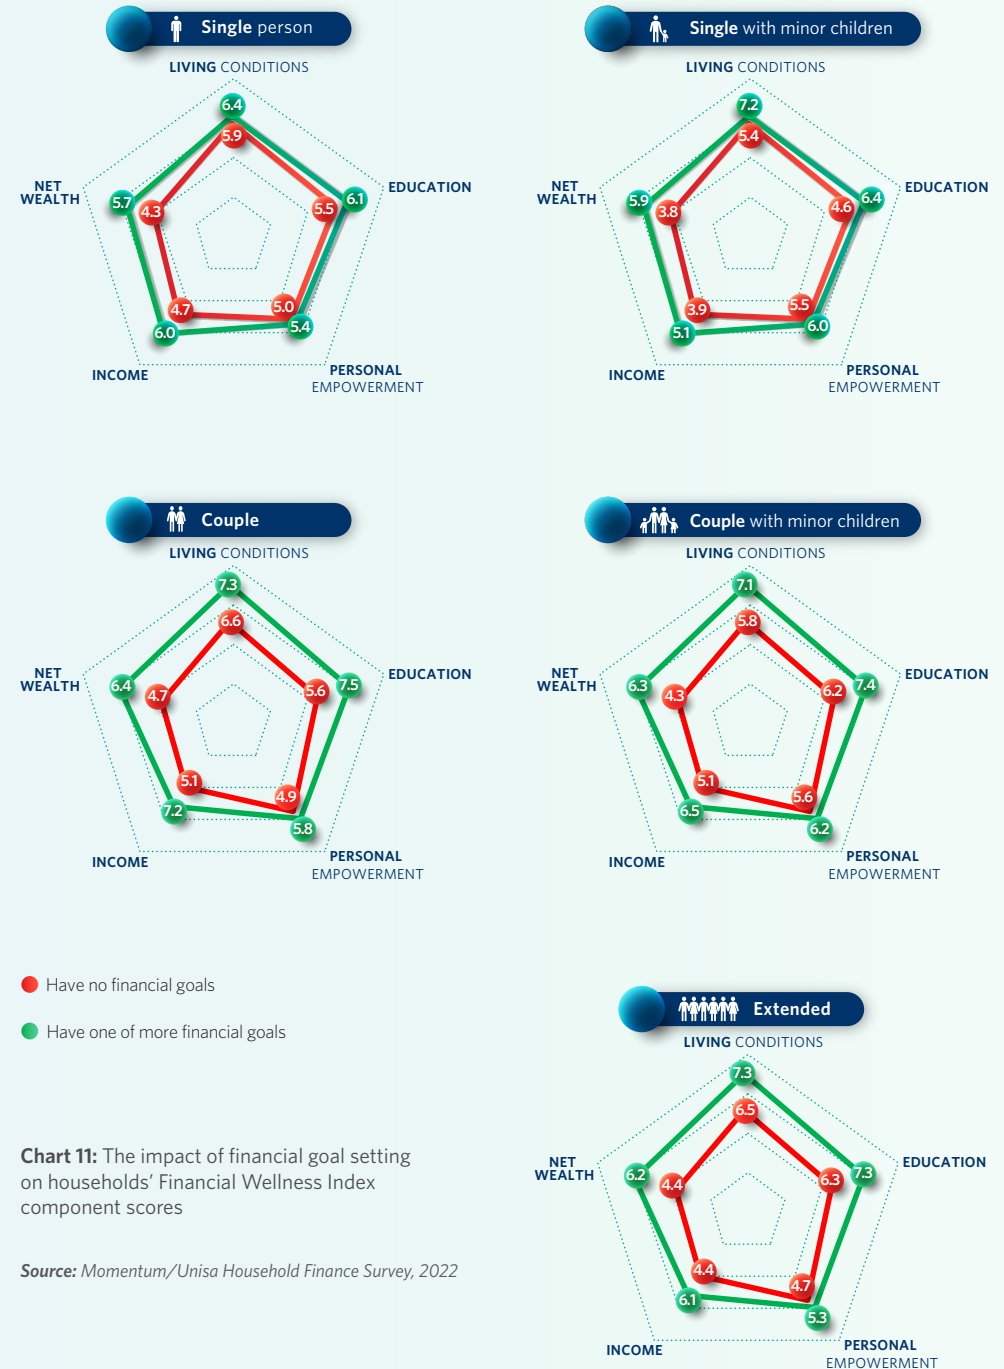 Single person
LIVING CONDITIONS
6.4
5.9
NET
WEALTH
EDUCATION
5.7
4.3
5.5
6.1
4.7
5.0
6.0
5.4
INCOME
PERSONAL
EMPOWERMENT
Single with minor children
LIVING CONDITIONS
7.2
5.4
NET
WEALTH
EDUCATION
5.9
3.8
4.6
6.4
3.9
5.5
5.1
6.0
INCOME
PERSONAL
EMPOWERMENT
Couple
LIVING CONDITIONS
7.3
6.6
NET
WEALTH
EDUCATION
6.4
4.7
5.6
7.5
5.1
4.9
7.2
5.8
INCOME
PERSONAL
EMPOWERMENT
Couple with minor children
LIVING CONDITIONS
7.1
5.8
NET
WEALTH
EDUCATION
6.3
4.3
6.2
7.4
5.1
5.6
6.5
6.2
INCOME
PERSONAL
EMPOWERMENT
Have no financial goals
Have one of more financial goals
Extended
LIVING CONDITIONS
7.3
6.5
NET
WEALTH
EDUCATION
6.2
4.4
6.3
7.3
4.4
4.7
6.1
5.3
INCOME
PERSONAL
EMPOWERMENT
Chart 11: The impact of financial goal setting
on households’ Financial Wellness Index
component scores
Source: Momentum/Unisa Household Finance Survey, 2022